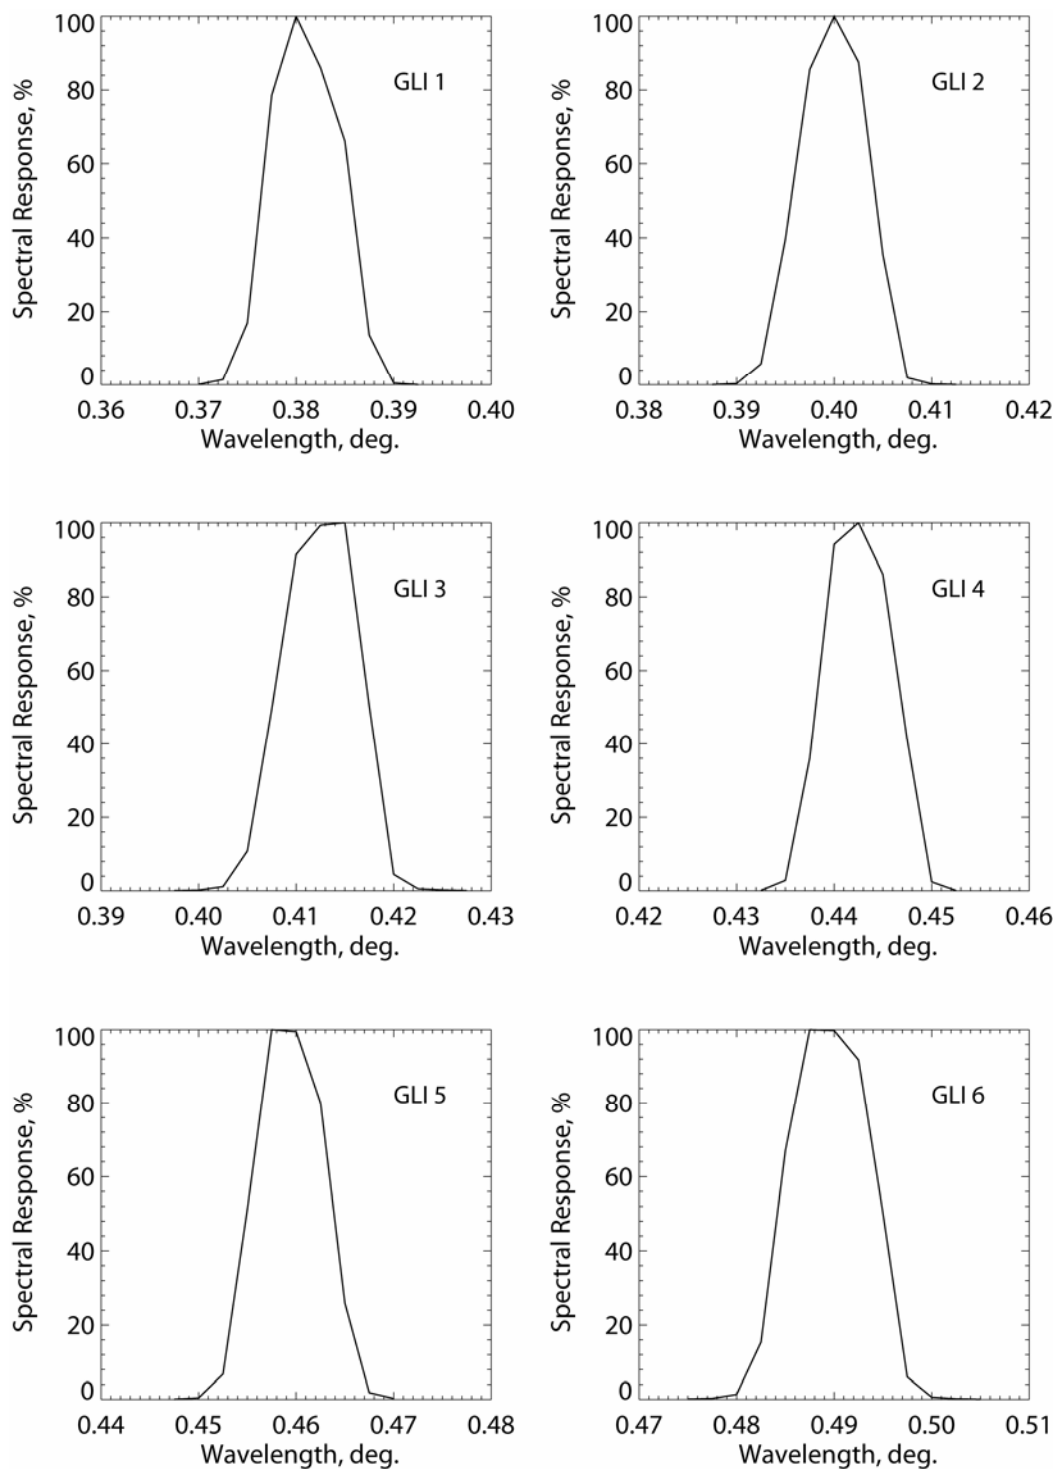 100
80
60
40
20
0
Spectral Response, %
GLI 1
0.36 0.37 0.38 0.39 0.40
Wavelength, deg.
100
80
60
40
20
0
Spectral Response, %
GLI 2
0.38 0.39 0.40 0.41 0.42
Wavelength, deg.
100
80
60
40
20
0
Spectral Response, %
GLI 3
0.39 0.40 0.41 0.42 0.43
Wavelength, deg.
100
80
60
40
20
0
Spectral Response, %
GLI 4
0.42 0.43 0.44 0.45 0.46
Wavelength, deg.
100
80
60
40
20
0
Spectral Response, %
GLI 5
0.44 0.45 0.46 0.47 0.48
Wavelength, deg.
100
80
60
40
20
0
Spectral Response, %
GLI 6
0.47 0.48 0.49 0.50 0.51
Wavelength, deg.